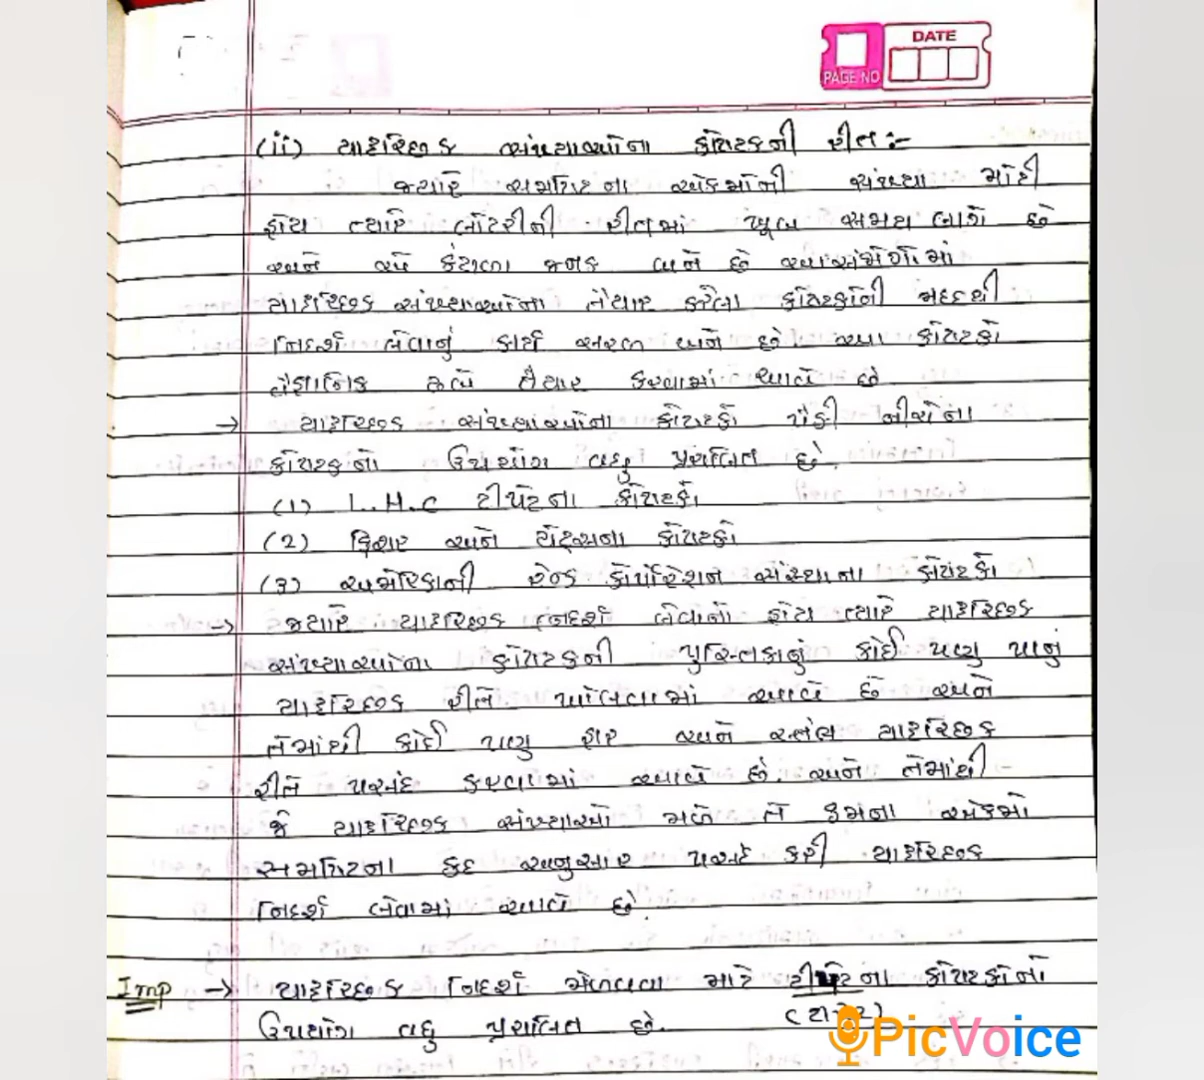 PAGE NO
DATE
(ii) યાદચ્છિક સંખ્યાઓના કોષ્ટકની રીત :-
જ્યારે સમષ્ટિના એકમોની સંખ્યા મોટી
હોય ત્યારે લોટરીની રીતમાં ખૂબ સમય લાગે છે
અને એ કંટાળા જનક બને છે આ સંજોગોમાં
યાદચ્છિક સંખ્યાઓના તૈયાર કરેલા કોષ્ટકોની મદદથી
નિદર્શ લેવાનું કાર્ય સરળ બને છે. આ કોષ્ટકો
વૈજ્ઞાનિક ઢબે તૈયાર કરવામાં આવે છે
→ યાદચ્છિક સંખ્યાઓના કોષ્ટકો પૈકી નીચેના
કોષ્ટકનો ઉપયોગ વધુ પ્રચલિત છે.
(1) L.H.C ટીપેટના કોષ્ટકો
(2) ફિશર અને યેટ્સના કોષ્ટકો
(3) અમેરિકાની રેન્ડ કોર્પોરેશન સંસ્થાના કોષ્ટકો
→ જ્યારે યાદચ્છિક નિદર્શ લેવાનો હોય ત્યારે યાદચ્છિક
સંખ્યાઓના કોષ્ટકની પુસ્તિકાનું કોઈ પણ પાનું
યાદચ્છિક રીતે ખોલવામાં આવે છે અને
તેમાંથી કોઈ પણ હાર અને સ્તંભ યાદચ્છિક
રીતે પસંદ કરવામાં આવે છે. અને તેમાંથી
જે યાદચ્છિક સંખ્યાઓ મળે તે ક્રમના એકમો
સમષ્ટિના કદ અનુસાર પસંદ કરી યાદચ્છિક
નિદર્શ લેવામાં આવે છે.
Imp → યાદચ્છિક નિદર્શ મેળવવા માટે ટીપેટના કોષ્ટકોનો
ઉપયોગ વધુ પ્રચલિત છે.
PicVoice